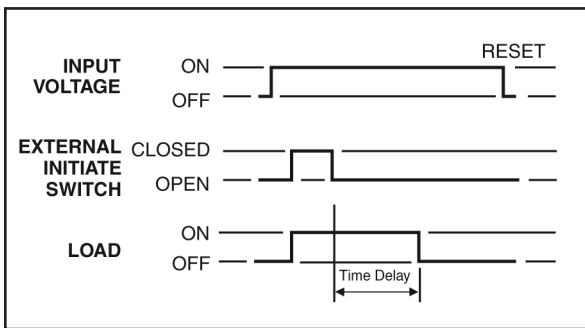 RESET
INPUT
VOLTAGE
ON
OFF
EXTERNAL
INITIATE
SWITCH
CLOSED
OPEN
LOAD
ON
OFF
Time Delay